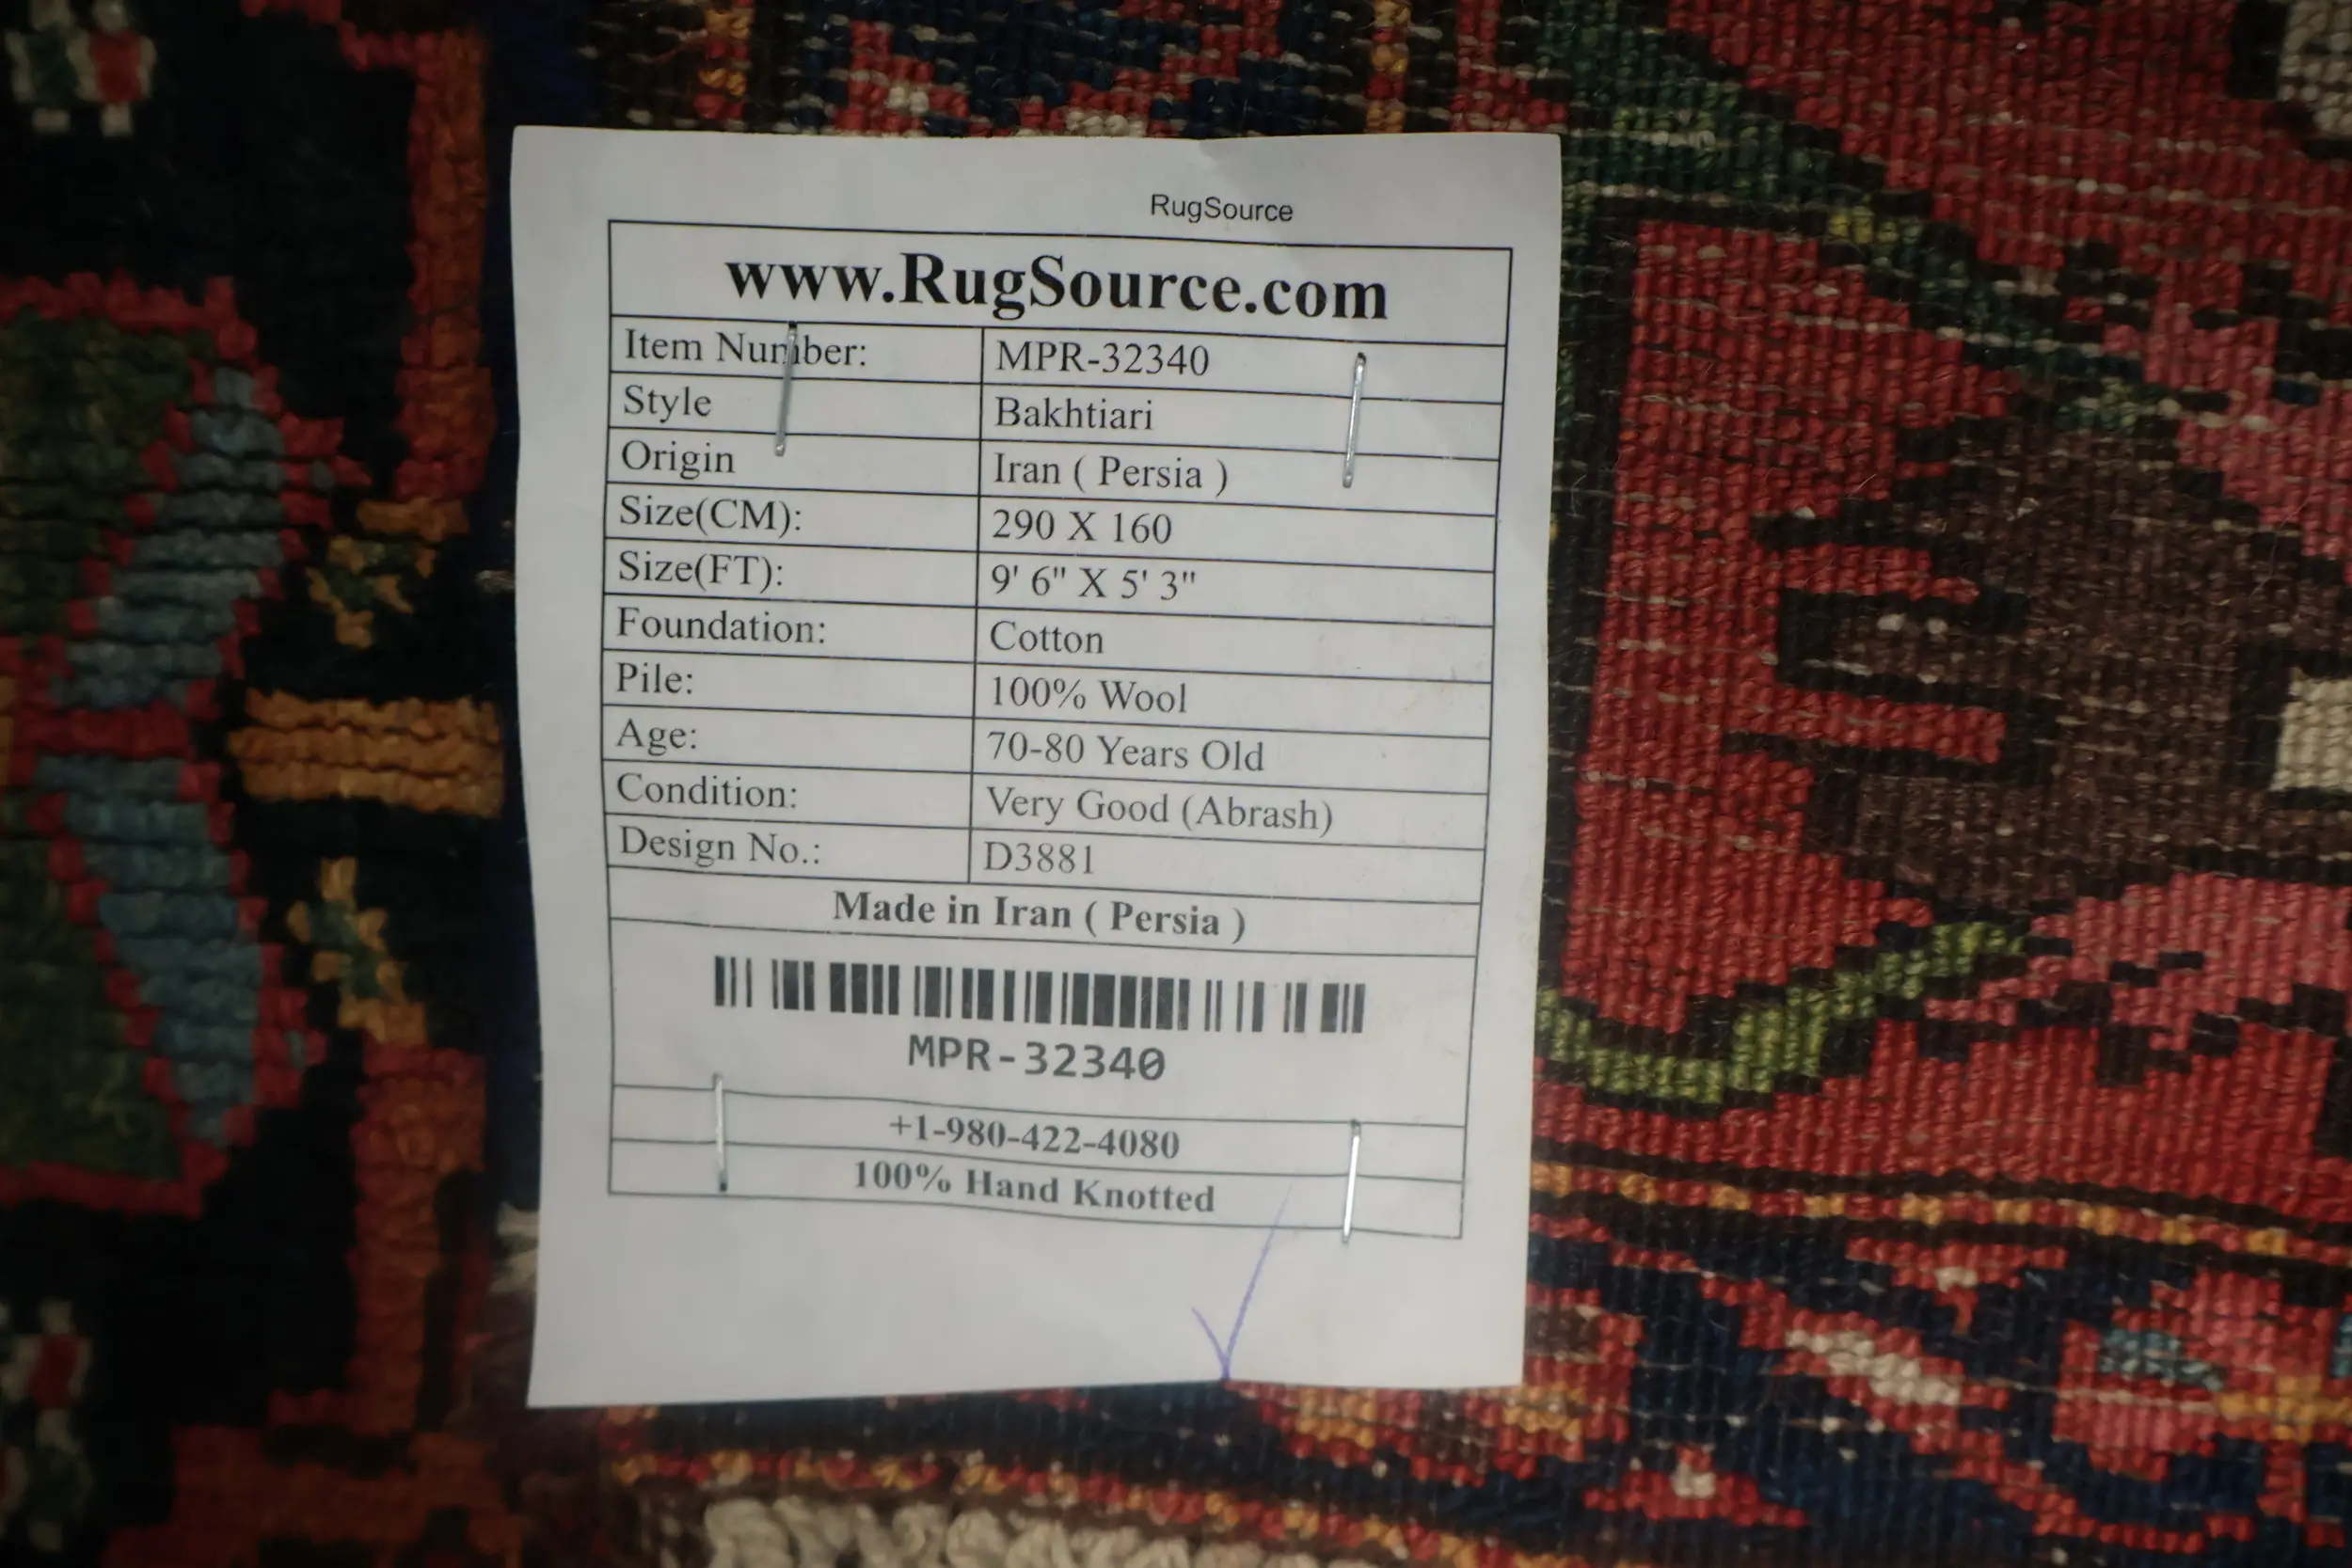 RugSource
www.RugSource.com
Item Number: MPR-32340
Style Bakhtiari
Origin Iran ( Persia )
Size(CM): 290 X 160
Size(FT): 9' 6" X 5' 3"
Foundation: Cotton
Pile: 100% Wool
Age: 70-80 Years Old
Condition: Very Good (Abrash)
Design No.: D3881
Made in Iran ( Persia )
MPR-32340
+1-980-422-4080
100% Hand Knotted